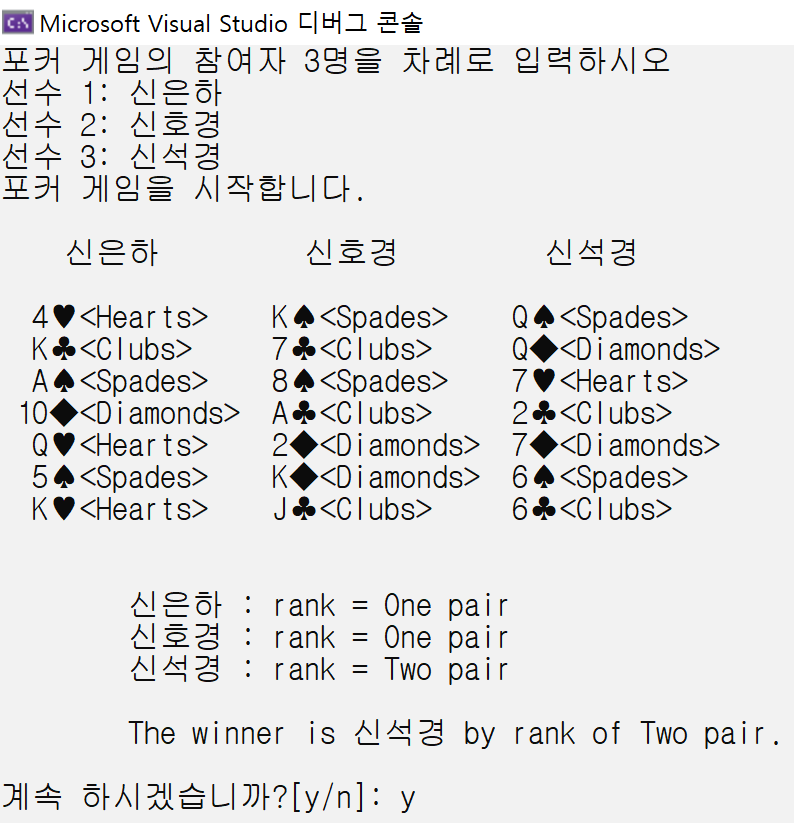 Microsoft Visual Studio 디버그 콘솔
포커 게임의 참여자 3명을 차례로 입력하시오
선수 1: 신은하
선수 2: 신호경
선수 3: 신석경
포커 게임을 시작합니다.
신은하 신호경 신석경
4♥<Hearts> K♠<Spades> Q♠<Spades>
K♣<Clubs> 7♣<Clubs> Q◆<Diamonds>
A♠<Spades> 8♠<Spades> 7♥<Hearts>
10◆<Diamonds> A♣<Clubs> 2♣<Clubs>
Q♥<Hearts> 2◆<Diamonds> 7◆<Diamonds>
5♠<Spades> K◆<Diamonds> 6♠<Spades>
K♥<Hearts> J♣<Clubs> 6♣<Clubs>
신은하 : rank = One pair
신호경 : rank = One pair
신석경 : rank = Two pair
The winner is 신석경 by rank of Two pair.
계속 하시겠습니까?[y/n]: y